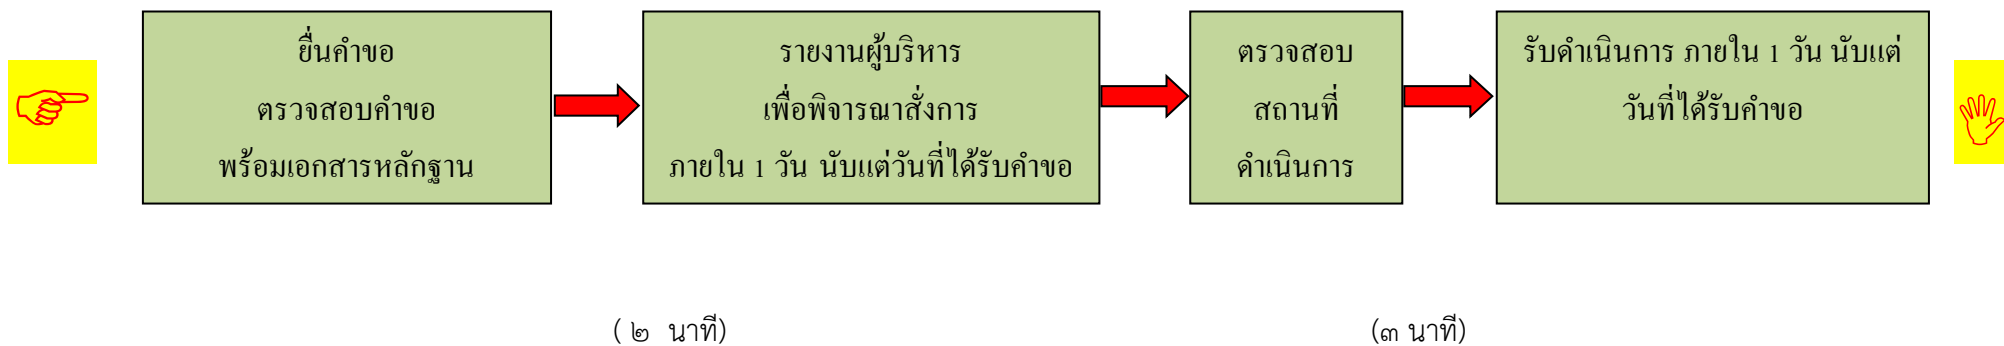 ยื่นคำขอ
ตรวจสอบคำขอ
พร้อมเอกสารหลักฐาน
รายงานผู้บริหาร
เพื่อพิจารณาสั่งการ
ภายใน 1 วัน นับแต่วันที่ได้รับคำขอ
ตรวจสอบ
สถานที่
ดำเนินการ
รับดำเนินการ ภายใน 1 วัน นับแต่
วันที่ได้รับคำขอ
( ๒ นาที)
(๓ นาที)